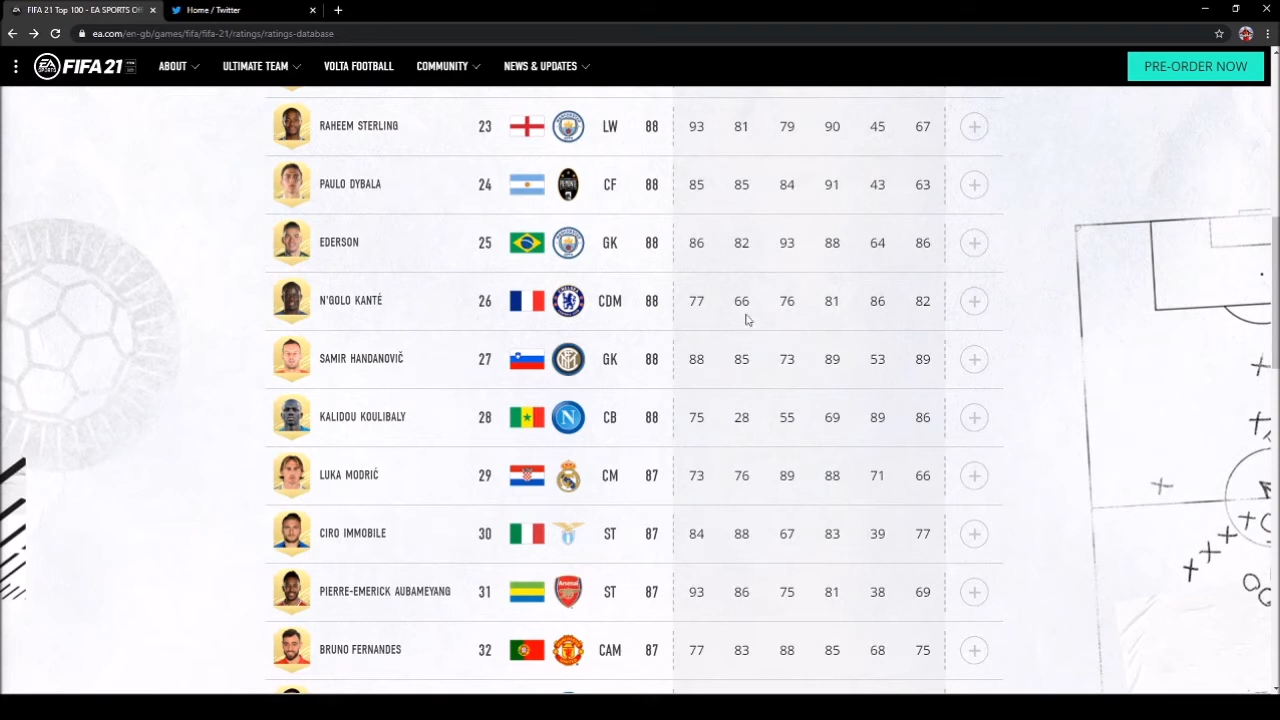 FIFA 21 Top 100 - EA SPORTS Off
Home / Twitter
ea.com/en-gb/games/fifa/fifa-21/ratings/ratings-database
EA SPORTS FIFA 21 ABOUT ULTIMATE TEAM VOLTA FOOTBALL COMMUNITY NEWS & UPDATES PRE-ORDER NOW
RAHEEM STERLING 23 LW 88 93 81 79 90 45 67
PAULO DYBALA 24 CF 88 85 85 84 91 43 63
EDERSON 25 GK 88 86 82 93 88 64 86
N'GOLO KANTÉ 26 CDM 88 77 66 76 81 86 82
SAMIR HANDANOVIČ 27 GK 88 88 85 73 89 53 89
KALIDOU KOULIBALY 28 N CB 88 75 28 55 69 89 86
LUKA MODRIĆ 29 CM 87 73 76 89 88 71 66
CIRO IMMOBILE 30 ST 87 84 88 67 83 39 77
PIERRE-EMERICK AUBAMEYANG 31 Arsenal ST 87 93 86 75 81 38 69
BRUNO FERNANDES 32 CAM 87 77 83 88 85 68 75